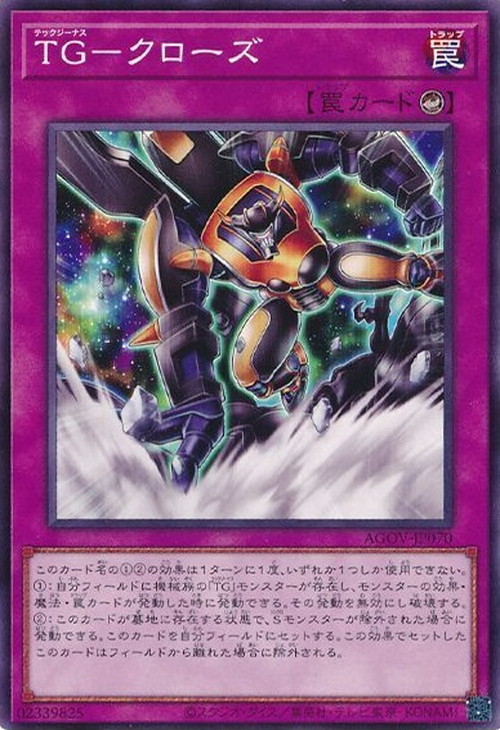 テックジーナス
TG－クローズ
トラップ
罠
【罠カード】
AGOV-JP070
このカード名の①②の効果は１ターンに１度、いずれか１つしか使用できない。
①：自分フィールドに機械族の「TG」モンスターが存在し、モンスターの効果・
魔法・罠カードが発動した時に発動できる。その発動を無効にし破壊する。
②：このカードが墓地に存在する状態で、Sモンスターが除外された場合に
発動できる。このカードを自分フィールドにセットする。この効果でセットした
このカードはフィールドから離れた場合に除外される。
02339825
©スタジオ・ダイス／集英社・テレビ東京・KONAMI